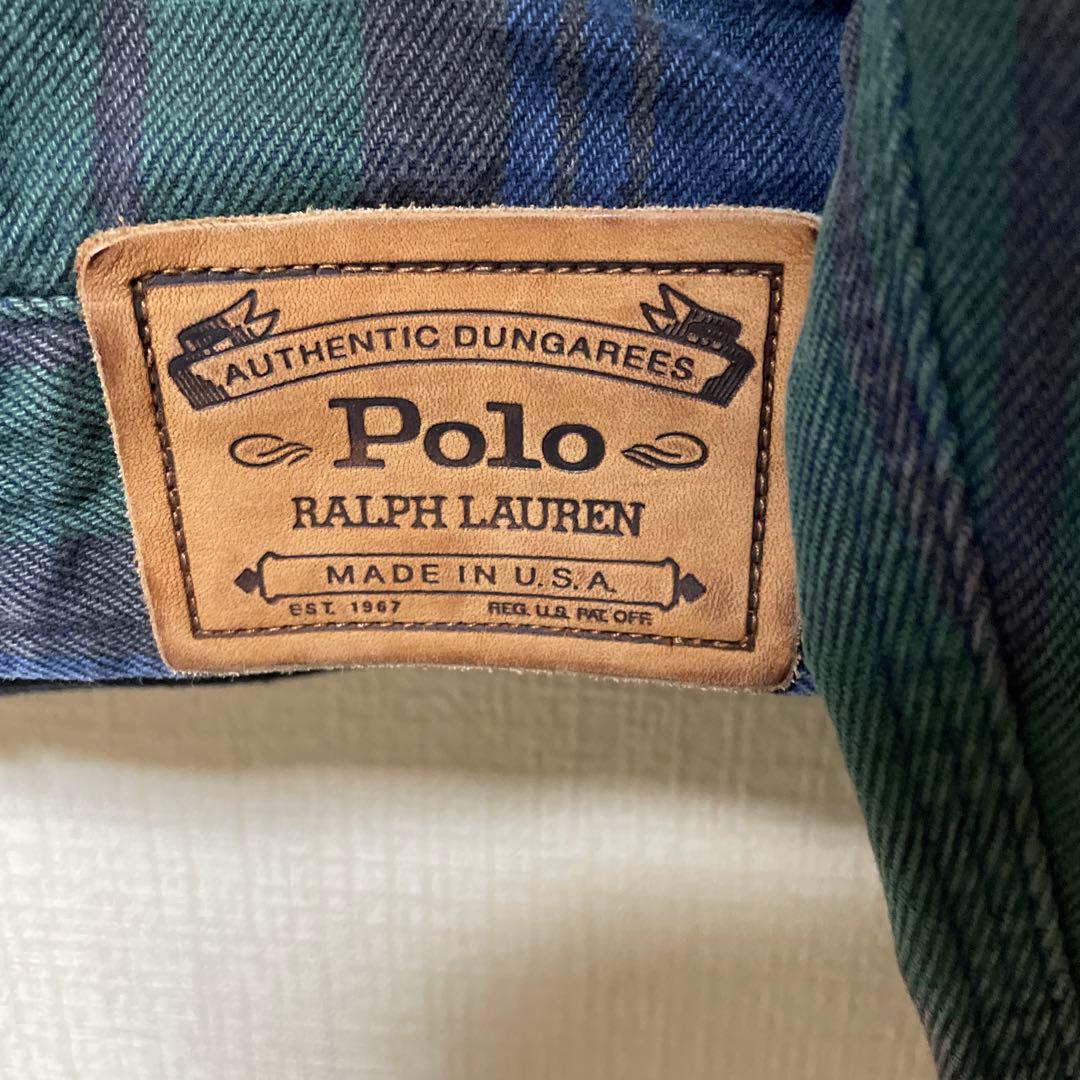 AUTHENTIC DUNGAREES
Polo
RALPH LAUREN
MADE IN U.S.A.
EST. 1967 REG. U.S. PAT. OFF.